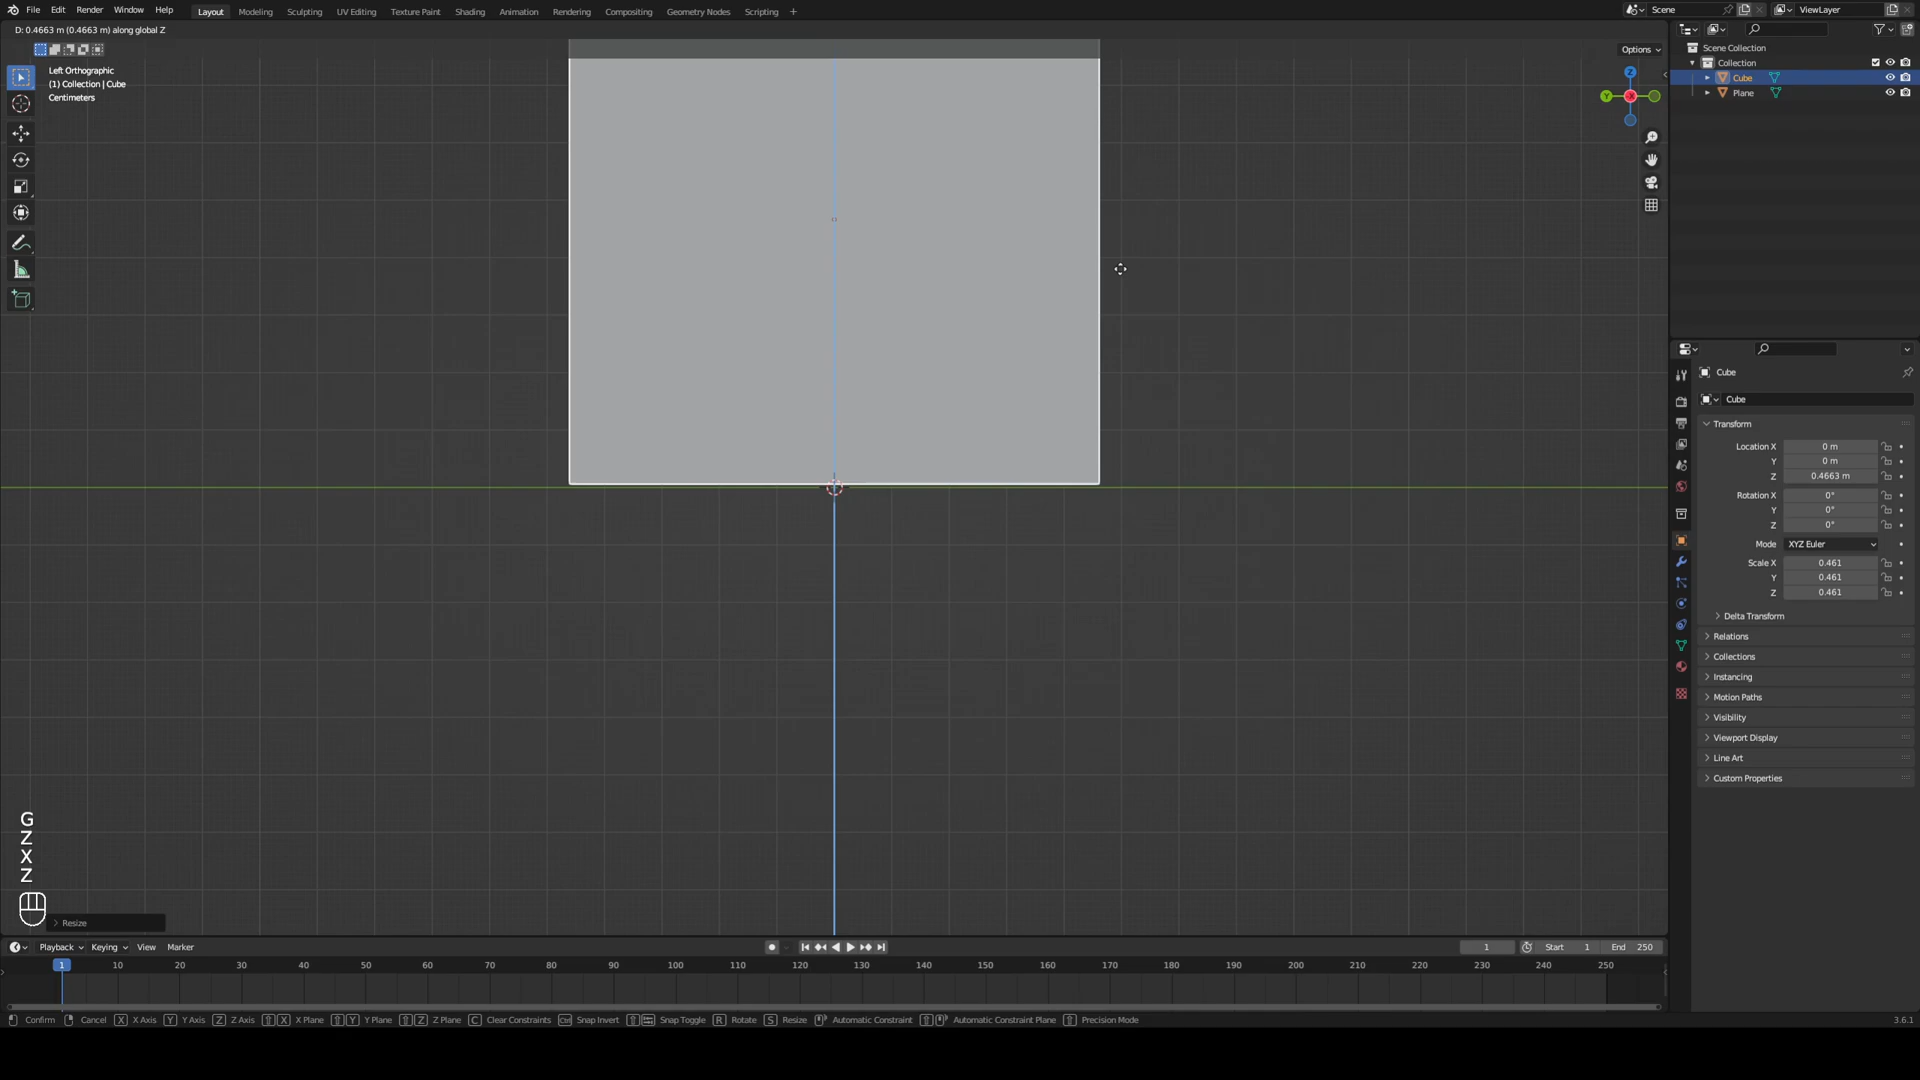 File Edit Render Window Help Layout Modeling Sculpting UV Editing Texture Paint Shading Animation Rendering Compositing Geometry Nodes Scripting + Scene ViewLayer
D: 0.4663 m (0.4663 m) along global Z
Options
Left Orthographic
(1) Collection | Cube
Centimeters
Z
Y
X
Scene Collection
Collection
Cube
Plane
Cube
Cube
Transform
Location X 0 m
Y 0 m
Z 0.4663 m
Rotation X 0°
Y 0°
Z 0°
Mode XYZ Euler
Scale X 0.461
Y 0.461
Z 0.461
Delta Transform
Relations
Collections
Instancing
Motion Paths
Visibility
Viewport Display
Line Art
Custom Properties
G
Z
X
Z
Resize
Playback Keying View Marker 1 Start 1 End 250
1 10 20 30 40 50 60 70 80 90 100 110 120 130 140 150 160 170 180 190 200 210 220 230 240 250
Confirm Cancel X X Axis Y Y Axis Z Z Axis X X Plane Y Y Plane Z Z Plane C Clear Constraints Ctrl Snap Invert Snap Toggle R Rotate S Resize Automatic Constraint Automatic Constraint Plane Precision Mode 3.6.1